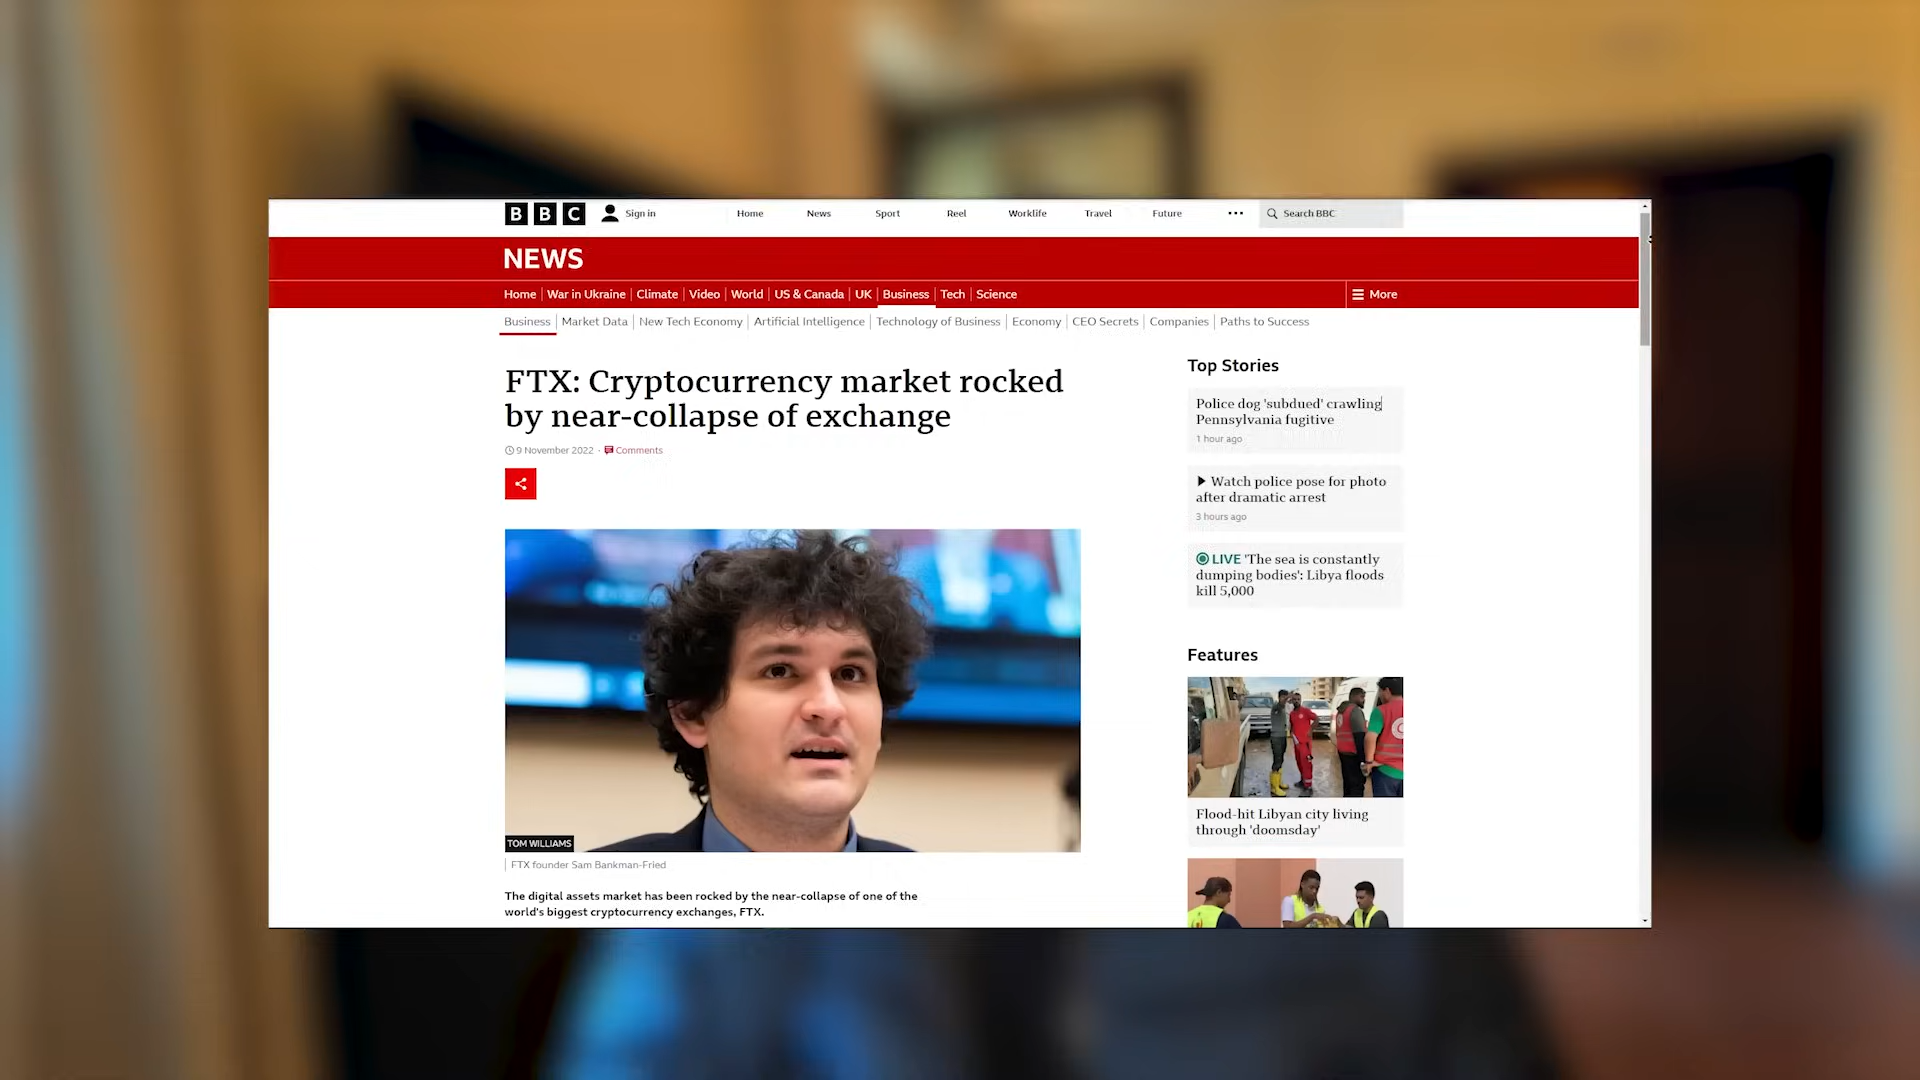 BBC
Sign in
Home
News
Sport
Reel
Worklife
Travel
Future
Search BBC
NEWS
Home
War in Ukraine
Climate
Video
World
US & Canada
UK
Business
Tech
Science
More
Business
Market Data
New Tech Economy
Artificial Intelligence
Technology of Business
Economy
CEO Secrets
Companies
Paths to Success
FTX: Cryptocurrency market rocked
by near-collapse of exchange
9 November 2022 · Comments
TOM WILLIAMS
FTX founder Sam Bankman-Fried
The digital assets market has been rocked by the near-collapse of one of the
world's biggest cryptocurrency exchanges, FTX.
Top Stories
Police dog 'subdued' crawling
Pennsylvania fugitive
1 hour ago
Watch police pose for photo
after dramatic arrest
3 hours ago
LIVE 'The sea is constantly
dumping bodies': Libya floods
kill 5,000
Features
Flood-hit Libyan city living
through 'doomsday'